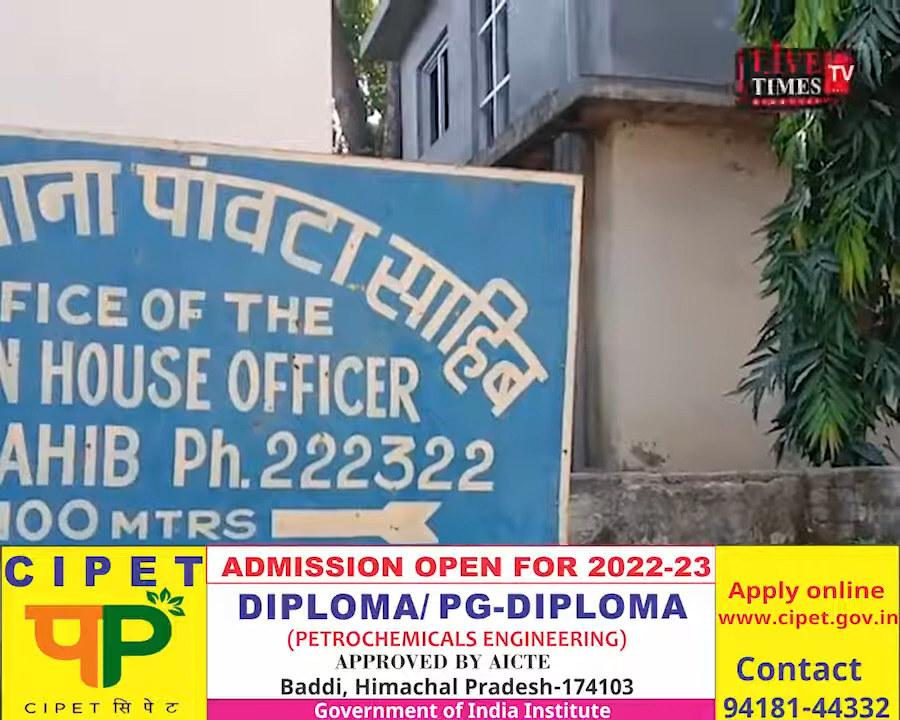 LIVE
TIMES TV
ाना पांवटा साहिब
FICE OF THE
N HOUSE OFFICER
AHIB Ph.222322
100 MTRS
CIPET
ADMISSION OPEN FOR 2022-23
DIPLOMA/ PG-DIPLOMA
(PETROCHEMICALS ENGINEERING)
APPROVED BY AICTE
Baddi, Himachal Pradesh-174103
Government of India Institute
पP
CIPET सिपेट
Apply online
www.cipet.gov.in
Contact
94181-44332